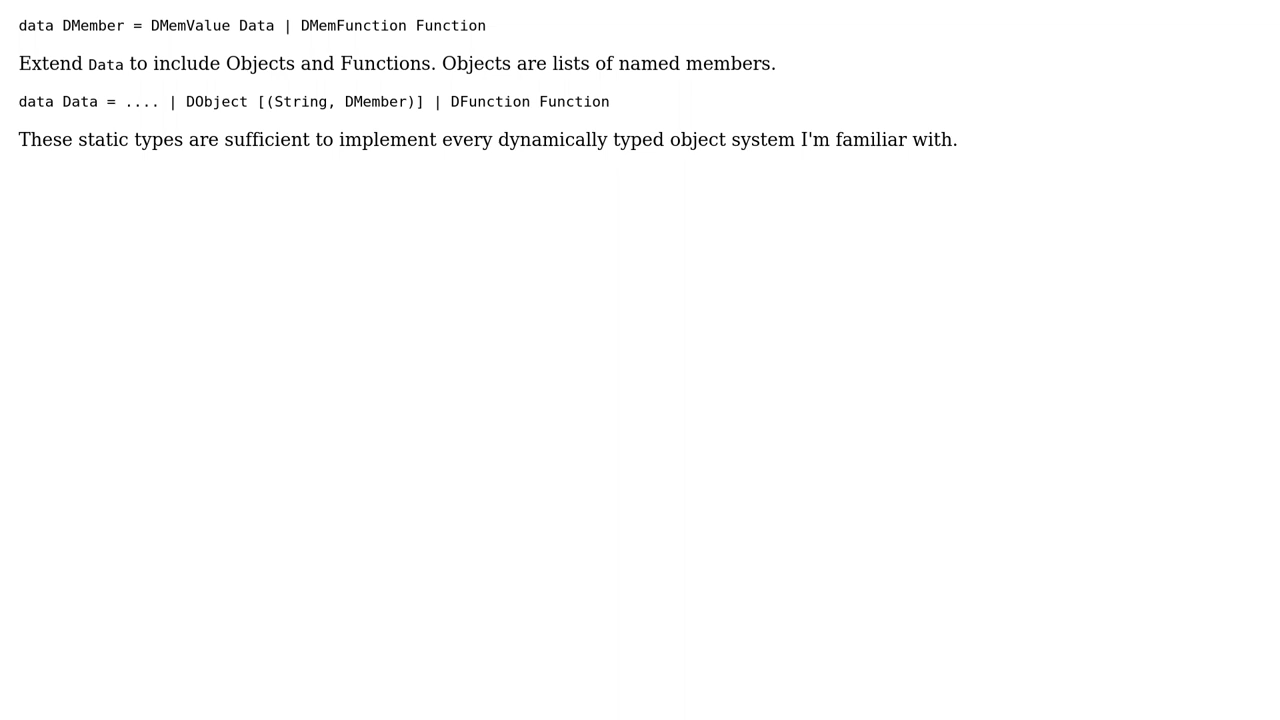 data DMember = DMemValue Data | DMemFunction Function
Extend Data to include Objects and Functions. Objects are lists of named members.
data Data = .... | DObject [(String, DMember)] | DFunction Function
These static types are sufficient to implement every dynamically typed object system I'm familiar with.